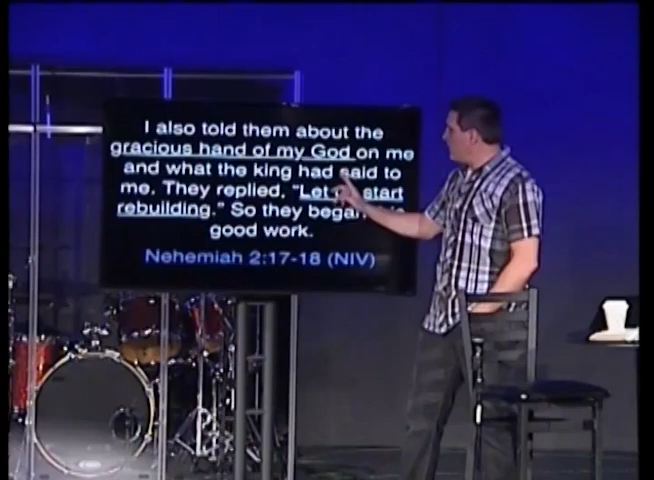 I also told them about the
gracious hand of my God on me
and what the king had said to
me. They replied, "Let start
rebuilding." So they began
good work.
Nehemiah 2:17-18 (NIV)